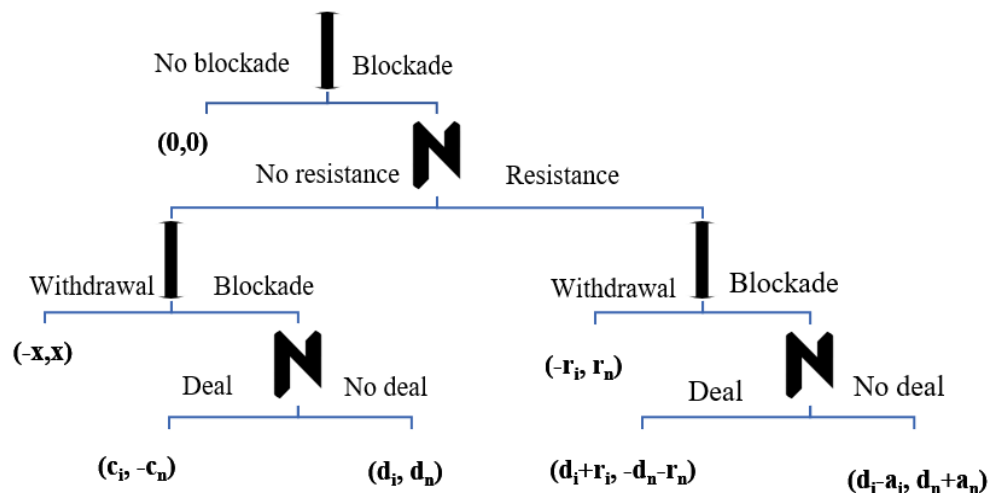 I
No blockade Blockade
(0,0)
N
No resistance Resistance
I I
Withdrawal Blockade Withdrawal Blockade
(-x,x) N (-rᵢ, rₙ) N
Deal No deal Deal No deal
(cᵢ, -cₙ) (dᵢ, dₙ) (dᵢ+rᵢ, -dₙ-rₙ) (dᵢ-aᵢ, dₙ+aₙ)